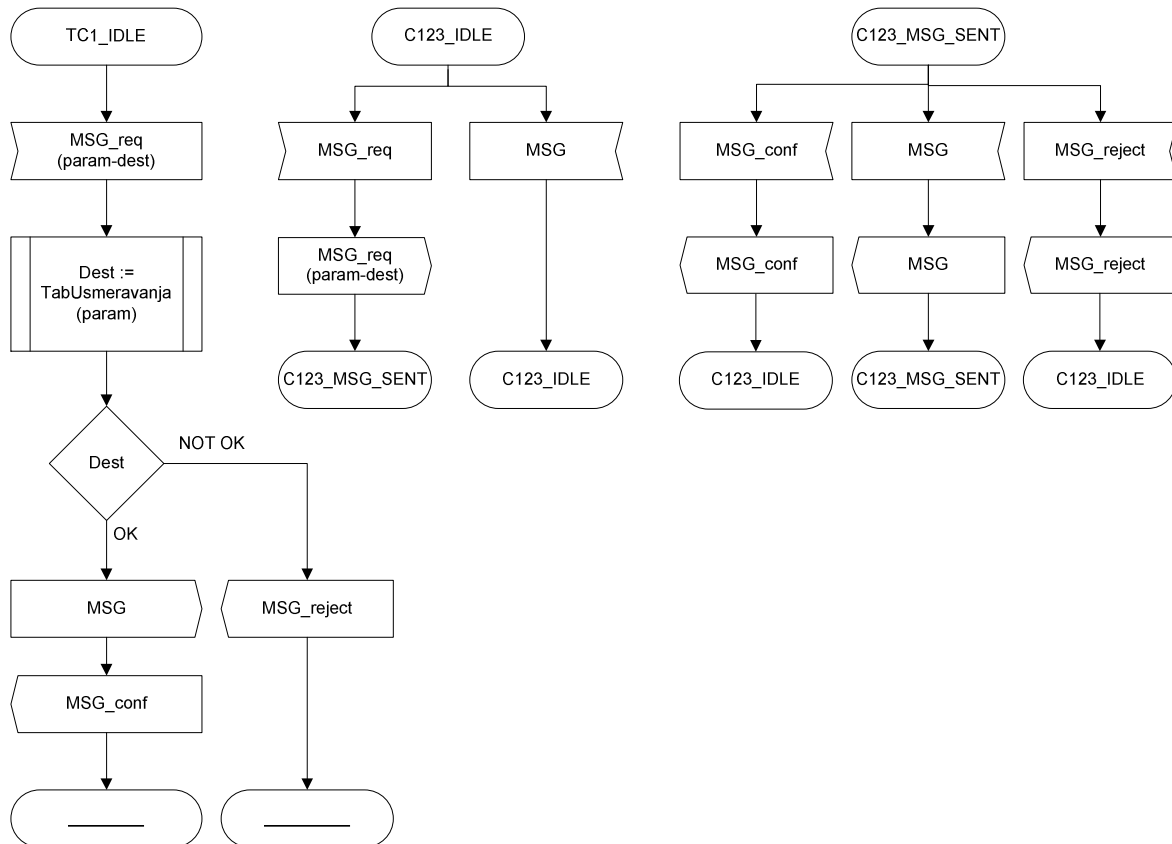 TC1_IDLE
MSG_req
(param-dest)
Dest :=
TabUsmeravanja
(param)
Dest
NOT OK
OK
MSG
MSG_conf
MSG_reject
C123_IDLE
MSG_req
MSG_req
(param-dest)
C123_MSG_SENT
MSG
C123_IDLE
C123_MSG_SENT
MSG_conf
MSG_conf
C123_IDLE
MSG
MSG
C123_MSG_SENT
MSG_reject
MSG_reject
C123_IDLE